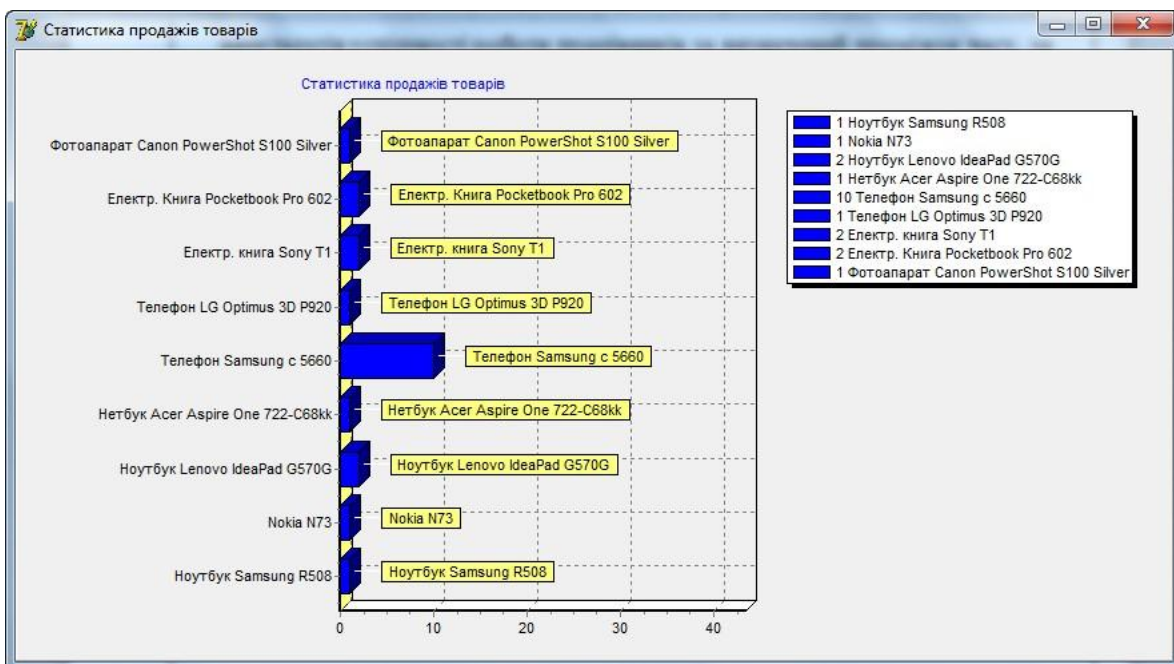 Статистика продажів товарів
Статистика продажів товарів
Фотоапарат Canon PowerShot S100 Silver
Фотоапарат Canon PowerShot S100 Silver
Електр. Книга Pocketbook Pro 602
Електр. Книга Pocketbook Pro 602
Електр. книга Sony T1
Електр. книга Sony T1
Телефон LG Optimus 3D P920
Телефон LG Optimus 3D P920
Телефон Samsung c 5660
Телефон Samsung c 5660
Нетбук Acer Aspire One 722-C68kk
Нетбук Acer Aspire One 722-C68kk
Ноутбук Lenovo IdeaPad G570G
Ноутбук Lenovo IdeaPad G570G
Nokia N73
Nokia N73
Ноутбук Samsung R508
Ноутбук Samsung R508
0 10 20 30 40
1 Ноутбук Samsung R508
1 Nokia N73
2 Ноутбук Lenovo IdeaPad G570G
1 Нетбук Acer Aspire One 722-C68kk
10 Телефон Samsung c 5660
1 Телефон LG Optimus 3D P920
2 Електр. книга Sony T1
2 Електр. Книга Pocketbook Pro 602
1 Фотоапарат Canon PowerShot S100 Silver